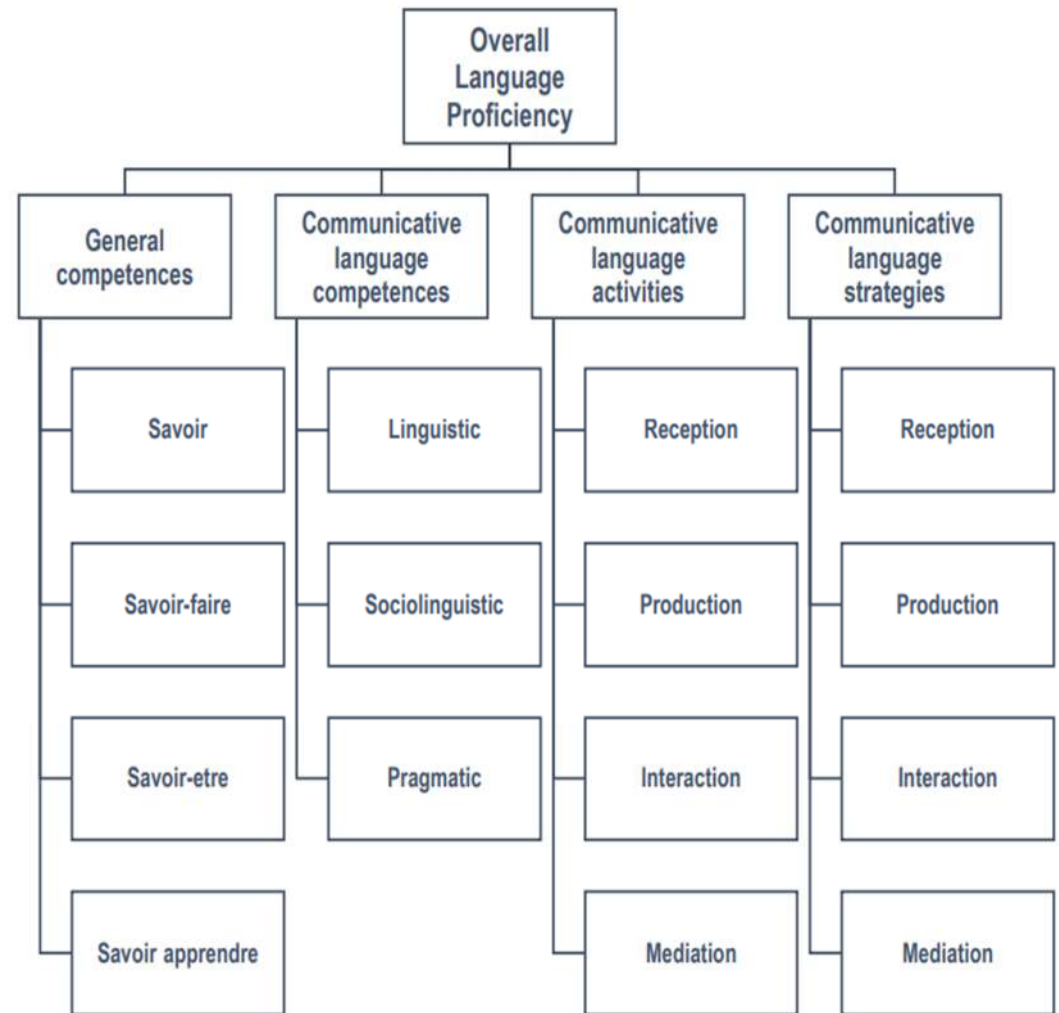 Overall
Language
Proficiency
General
competences
Communicative
language
competences
Communicative
language
activities
Communicative
language
strategies
Savoir
Linguistic
Reception
Reception
Savoir-faire
Sociolinguistic
Production
Production
Savoir-etre
Pragmatic
Interaction
Interaction
Savoir apprendre
Mediation
Mediation